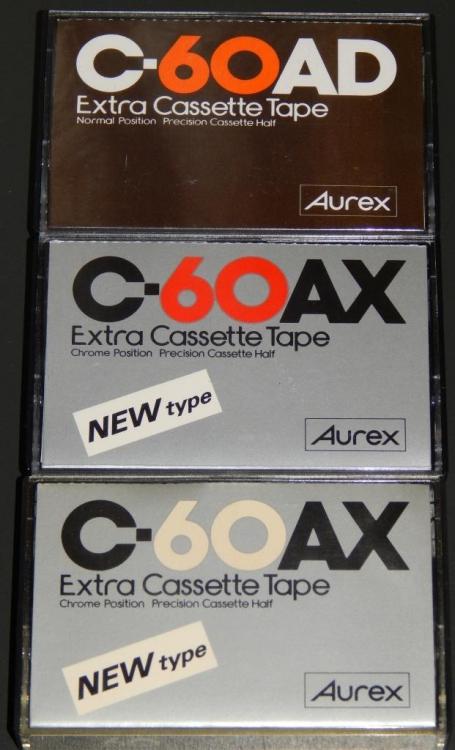 C-60AD
Extra Cassette Tape
Normal Position Precision Cassette Half
Aurex
C-60AX
Extra Cassette Tape
Chrome Position Precision Cassette Half
NEW type
Aurex
C-60AX
Extra Cassette Tape
Chrome Position Precision Cassette Half
NEW type
Aurex